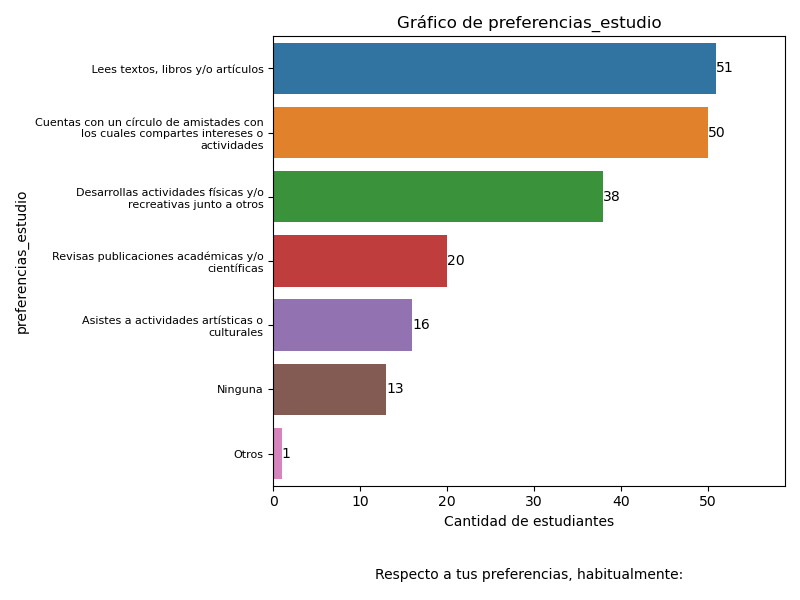 Gráfico de preferencias_estudio
preferencias_estudio
Lees textos, libros y/o artículos
51
Cuentas con un círculo de amistades con
los cuales compartes intereses o
actividades
50
Desarrollas actividades físicas y/o
recreativas junto a otros
38
Revisas publicaciones académicas y/o
científicas
20
Asistes a actividades artísticas o
culturales
16
Ninguna
13
Otros
1
0 10 20 30 40 50
Cantidad de estudiantes
Respecto a tus preferencias, habitualmente: